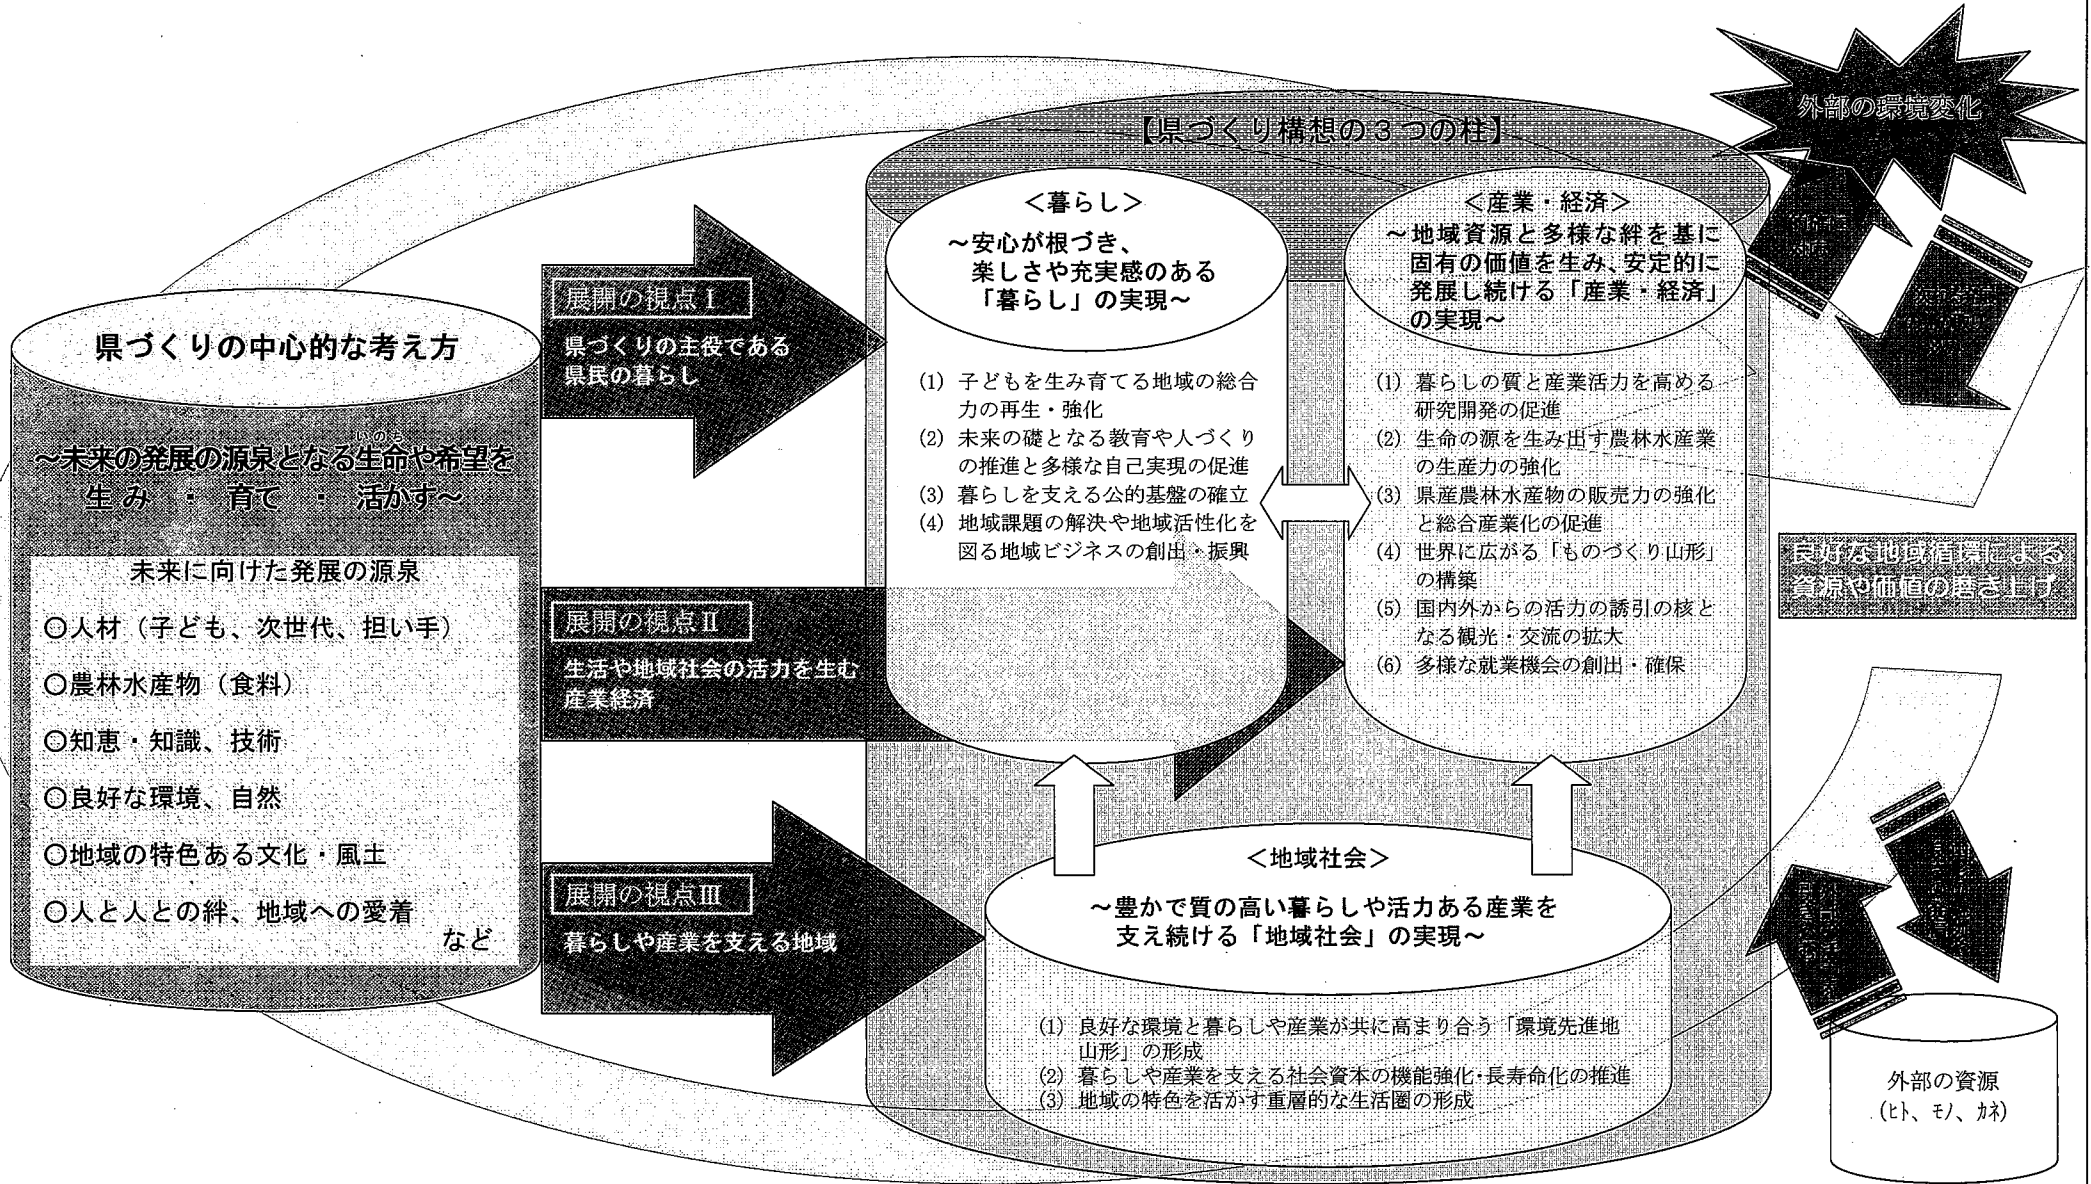 県づくりの中心的な考え方
いのち
～未来の発展の源泉となる生命や希望を
生み ・ 育て ・ 活かす～
未来に向けた発展の源泉
○人材（子ども、次世代、担い手）
○農林水産物（食料）
○知恵・知識、技術
○良好な環境、自然
○地域の特色ある文化・風土
○人と人との絆、地域への愛着
など
展開の視点Ⅰ
県づくりの主役である
県民の暮らし
展開の視点Ⅱ
生活や地域社会の活力を生む
産業経済
展開の視点Ⅲ
暮らしや産業を支える地域
【県づくり構想の３つの柱】
＜暮らし＞
～安心が根づき、
楽しさや充実感のある
「暮らし」の実現～
(1) 子どもを生み育てる地域の総合
力の再生・強化
(2) 未来の礎となる教育や人づくり
の推進と多様な自己実現の促進
(3) 暮らしを支える公的基盤の確立
(4) 地域課題の解決や地域活性化を
図る地域ビジネスの創出・振興
＜産業・経済＞
～地域資源と多様な絆を基に
固有の価値を生み、安定的に
発展し続ける「産業・経済」
の実現～
(1) 暮らしの質と産業活力を高める
研究開発の促進
(2) 生命の源を生み出す農林水産業
の生産力の強化
(3) 県産農林水産物の販売力の強化
と総合産業化の促進
(4) 世界に広がる「ものづくり山形」
の構築
(5) 国内外からの活力の誘引の核と
なる観光・交流の拡大
(6) 多様な就業機会の創出・確保
＜地域社会＞
～豊かで質の高い暮らしや活力ある産業を
支え続ける「地域社会」の実現～
(1) 良好な環境と暮らしや産業が共に高まり合う「環境先進地
山形」の形成
(2) 暮らしや産業を支える社会資本の機能強化・長寿命化の推進
(3) 地域の特色を活かす重層的な生活圏の形成
外部の環境変化
良好な地域循環による
資源や価値の磨き上げ
外部の資源
(ヒト、モノ、カネ)